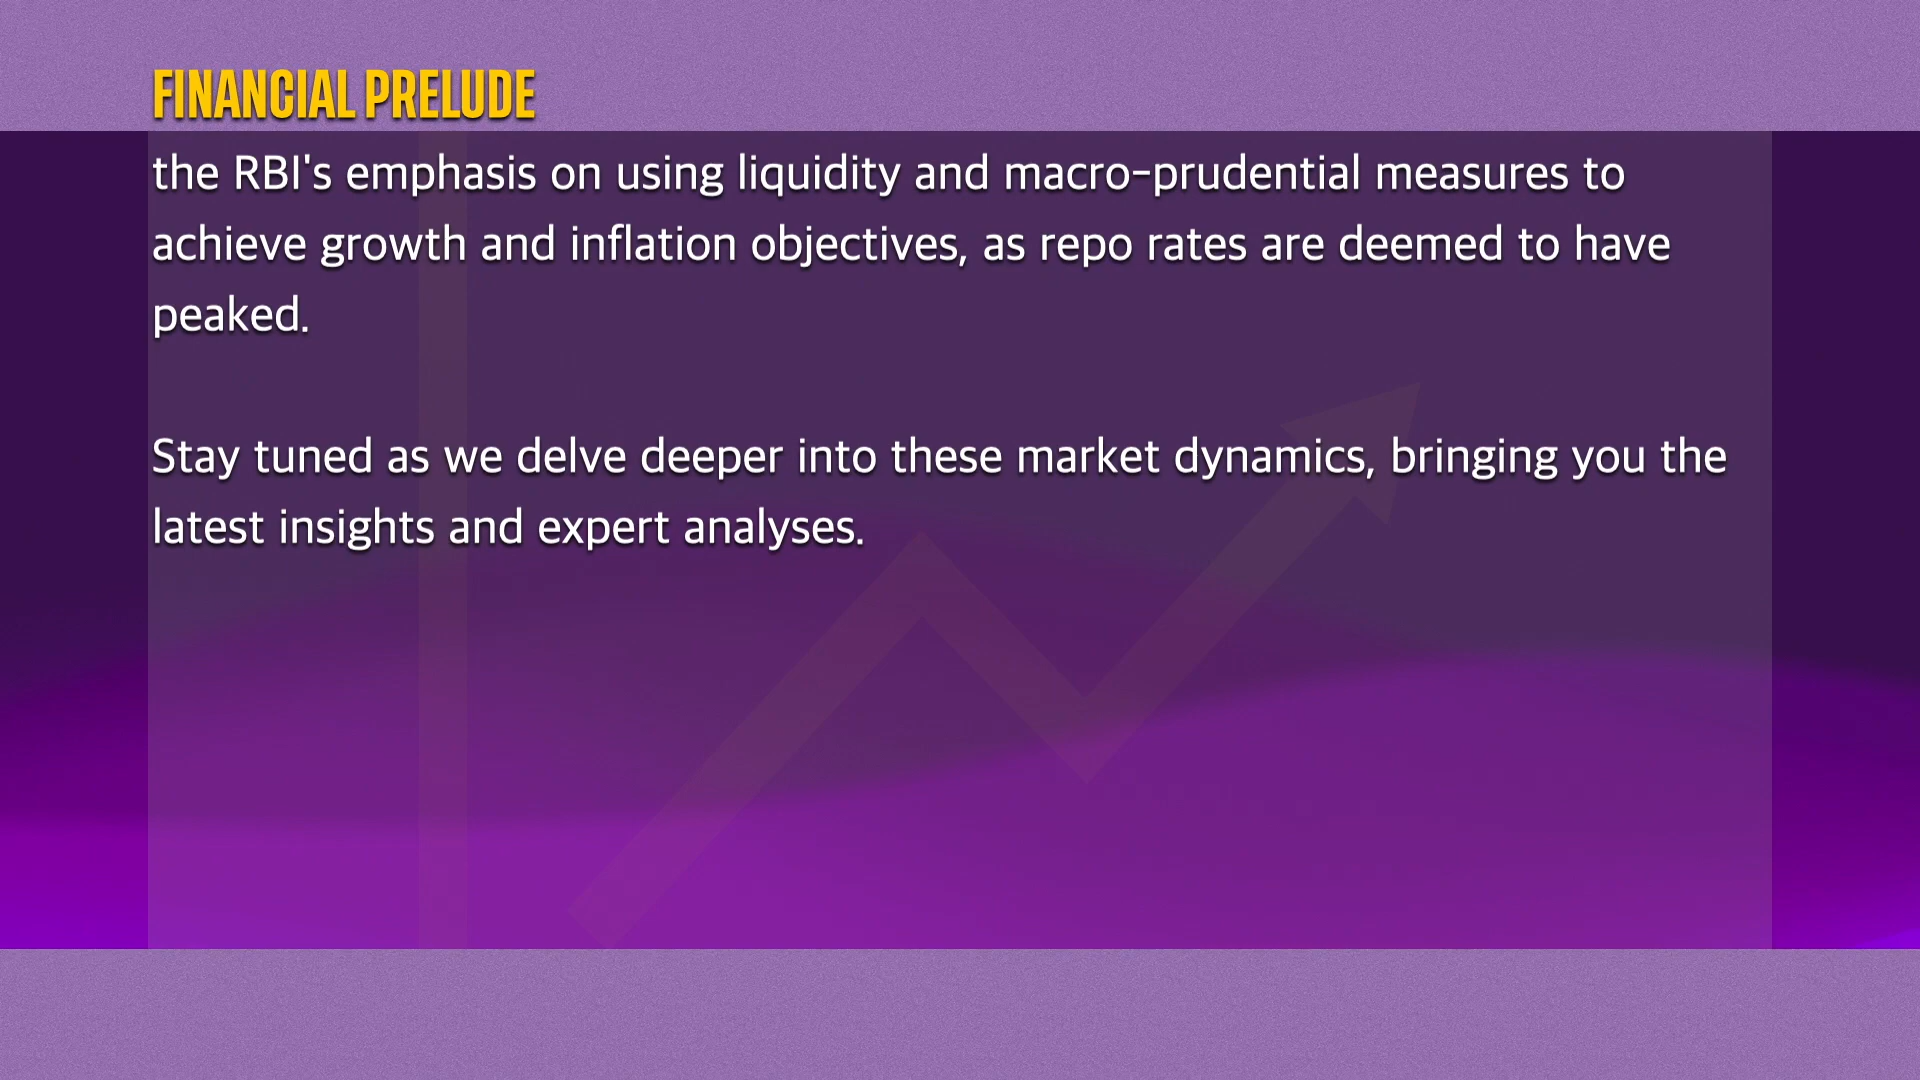 FINANCIAL PRELUDE
the RBI's emphasis on using liquidity and macro-prudential measures to
achieve growth and inflation objectives, as repo rates are deemed to have
peaked.
Stay tuned as we delve deeper into these market dynamics, bringing you the
latest insights and expert analyses.